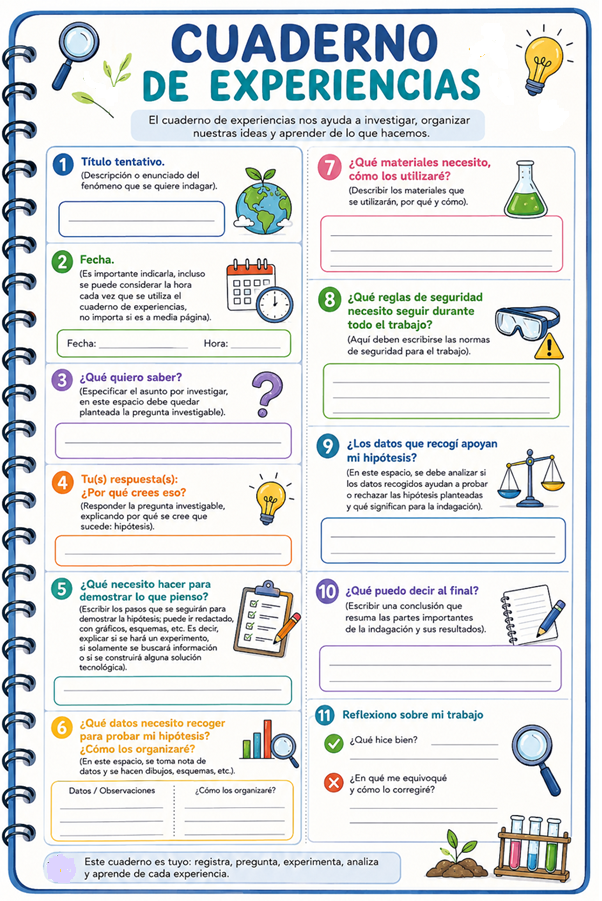 CUADERNO
DE EXPERIENCIAS
El cuaderno de experiencias nos ayuda a investigar, organizar
nuestras ideas y aprender de lo que hacemos.
1 Título tentativo.
(Descripción o enunciado del
fenómeno que se quiere indagar).
2 Fecha.
(Es importante indicarla, incluso
se puede considerar la hora
cada vez que se utiliza el
cuaderno de experiencias,
no importa si es a media página).
Fecha: Hora:
3 ¿Qué quiero saber?
(Especificar el asunto por investigar,
en este espacio debe quedar
planteada la pregunta investigable).
4 Tu(s) respuesta(s):
¿Por qué crees eso?
(Responder la pregunta investigable,
explicando por qué se cree que
sucede: hipótesis).
5 ¿Qué necesito hacer para
demostrar lo que pienso?
(Escribir los pasos que se seguirán para
demostrar la hipótesis; puede ir redactado,
con gráficos, esquemas, etc. Es decir,
explicar si se hará un experimento,
si solamente se buscará información
o si se construirá alguna solución
tecnológica).
6 ¿Qué datos necesito recoger
para probar mi hipótesis?
¿Cómo los organizaré?
(En este espacio, se toma nota de
datos y se hacen dibujos, esquemas, etc.).
Datos / Observaciones ¿Cómo los organizaré?
7 ¿Qué materiales necesito,
cómo los utilizaré?
(Describir los materiales que
se utilizarán, por qué y cómo).
8 ¿Qué reglas de seguridad
necesito seguir durante
todo el trabajo?
(Aquí deben escribirse las normas
de seguridad para el trabajo).
9 ¿Los datos que recogí apoyan
mi hipótesis?
(En este espacio, se debe analizar si
los datos recogidos ayudan a probar
o rechazar las hipótesis planteadas
y qué significan para la indagación).
10 ¿Qué puedo decir al final?
(Escribir una conclusión que
resuma las partes importantes
de la indagación y sus resultados).
11 Reflexiono sobre mi trabajo
¿Qué hice bien?
¿En qué me equivoqué
y cómo lo corregiré?
Este cuaderno es tuyo: registra, pregunta, experimenta, analiza
y aprende de cada experiencia.